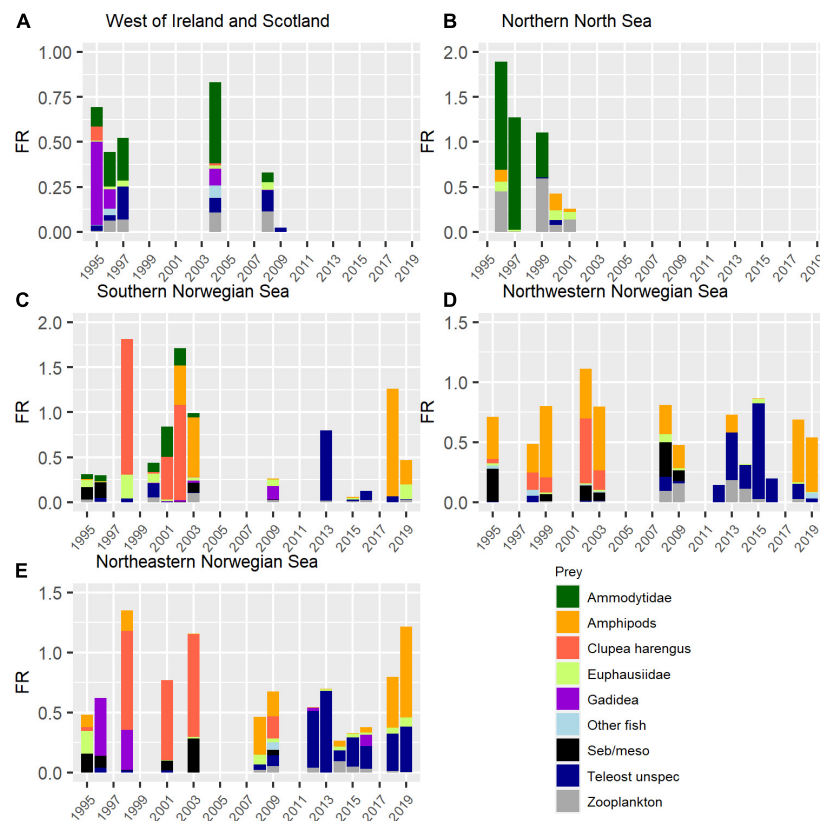 A West of Ireland and Scotland
1.00
0.75
0.50
0.25
0.00
FR
1995 1997 1999 2001 2003 2005 2007 2009 2011 2013 2015 2017 2019
B Northern North Sea
2.0
1.5
1.0
0.5
0.0
FR
1995 1997 1999 2001 2003 2005 2007 2009 2011 2013 2015 2017 2019
C Southern Norwegian Sea
2.0
1.5
1.0
0.5
0.0
FR
1995 1997 1999 2001 2003 2005 2007 2009 2011 2013 2015 2017 2019
D Northwestern Norwegian Sea
1.5
1.0
0.5
0.0
FR
1995 1997 1999 2001 2003 2005 2007 2009 2011 2013 2015 2017 2019
E Northeastern Norwegian Sea
1.5
1.0
0.5
0.0
FR
1995 1997 1999 2001 2003 2005 2007 2009 2011 2013 2015 2017 2019
Prey
Ammodytidae
Amphipods
Clupea harengus
Euphausiidae
Gadidea
Other fish
Seb/meso
Teleost unspec
Zooplankton